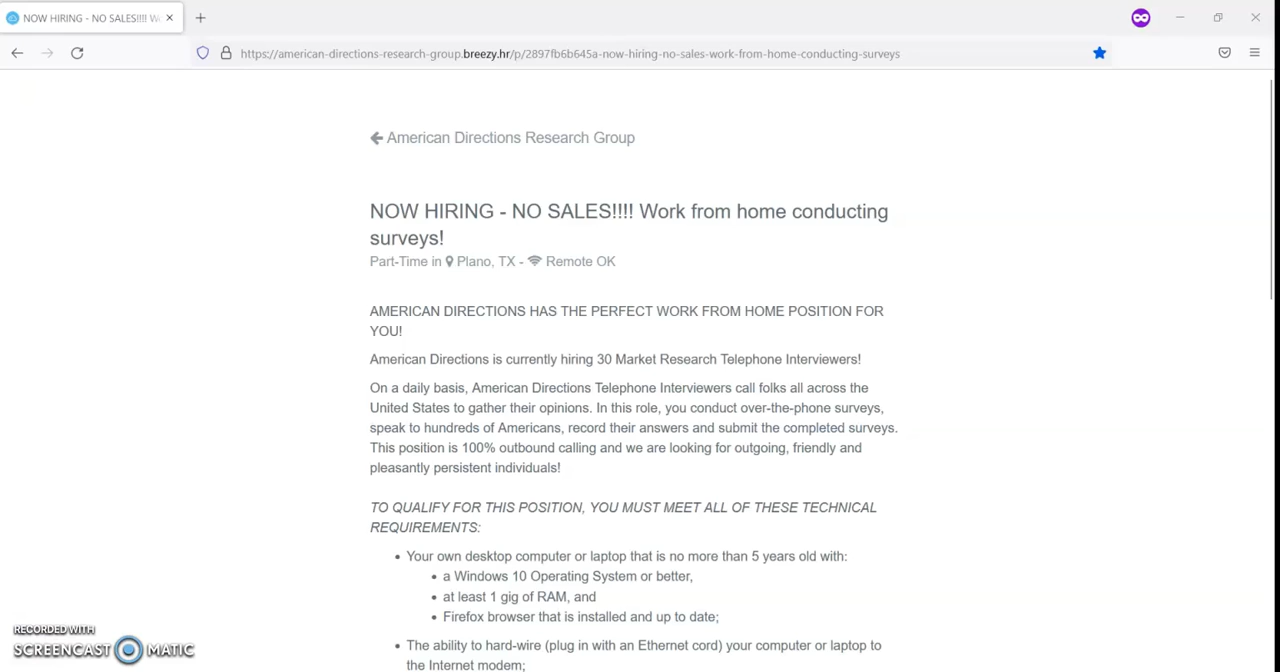 NOW HIRING - NO SALES!!!! W
https://american-directions-research-group.breezy.hr/p/2897fb6b645a-now-hiring-no-sales-work-from-home-conducting-surveys
American Directions Research Group
NOW HIRING - NO SALES!!!! Work from home conducting
surveys!
Part-Time in Plano, TX - Remote OK
AMERICAN DIRECTIONS HAS THE PERFECT WORK FROM HOME POSITION FOR
YOU!
American Directions is currently hiring 30 Market Research Telephone Interviewers!
On a daily basis, American Directions Telephone Interviewers call folks all across the
United States to gather their opinions. In this role, you conduct over-the-phone surveys,
speak to hundreds of Americans, record their answers and submit the completed surveys.
This position is 100% outbound calling and we are looking for outgoing, friendly and
pleasantly persistent individuals!
TO QUALIFY FOR THIS POSITION, YOU MUST MEET ALL OF THESE TECHNICAL
REQUIREMENTS:
• Your own desktop computer or laptop that is no more than 5 years old with:
• a Windows 10 Operating System or better,
• at least 1 gig of RAM, and
• Firefox browser that is installed and up to date;
• The ability to hard-wire (plug in with an Ethernet cord) your computer or laptop to
the Internet modem;
RECORDED WITH
SCREENCAST MATIC